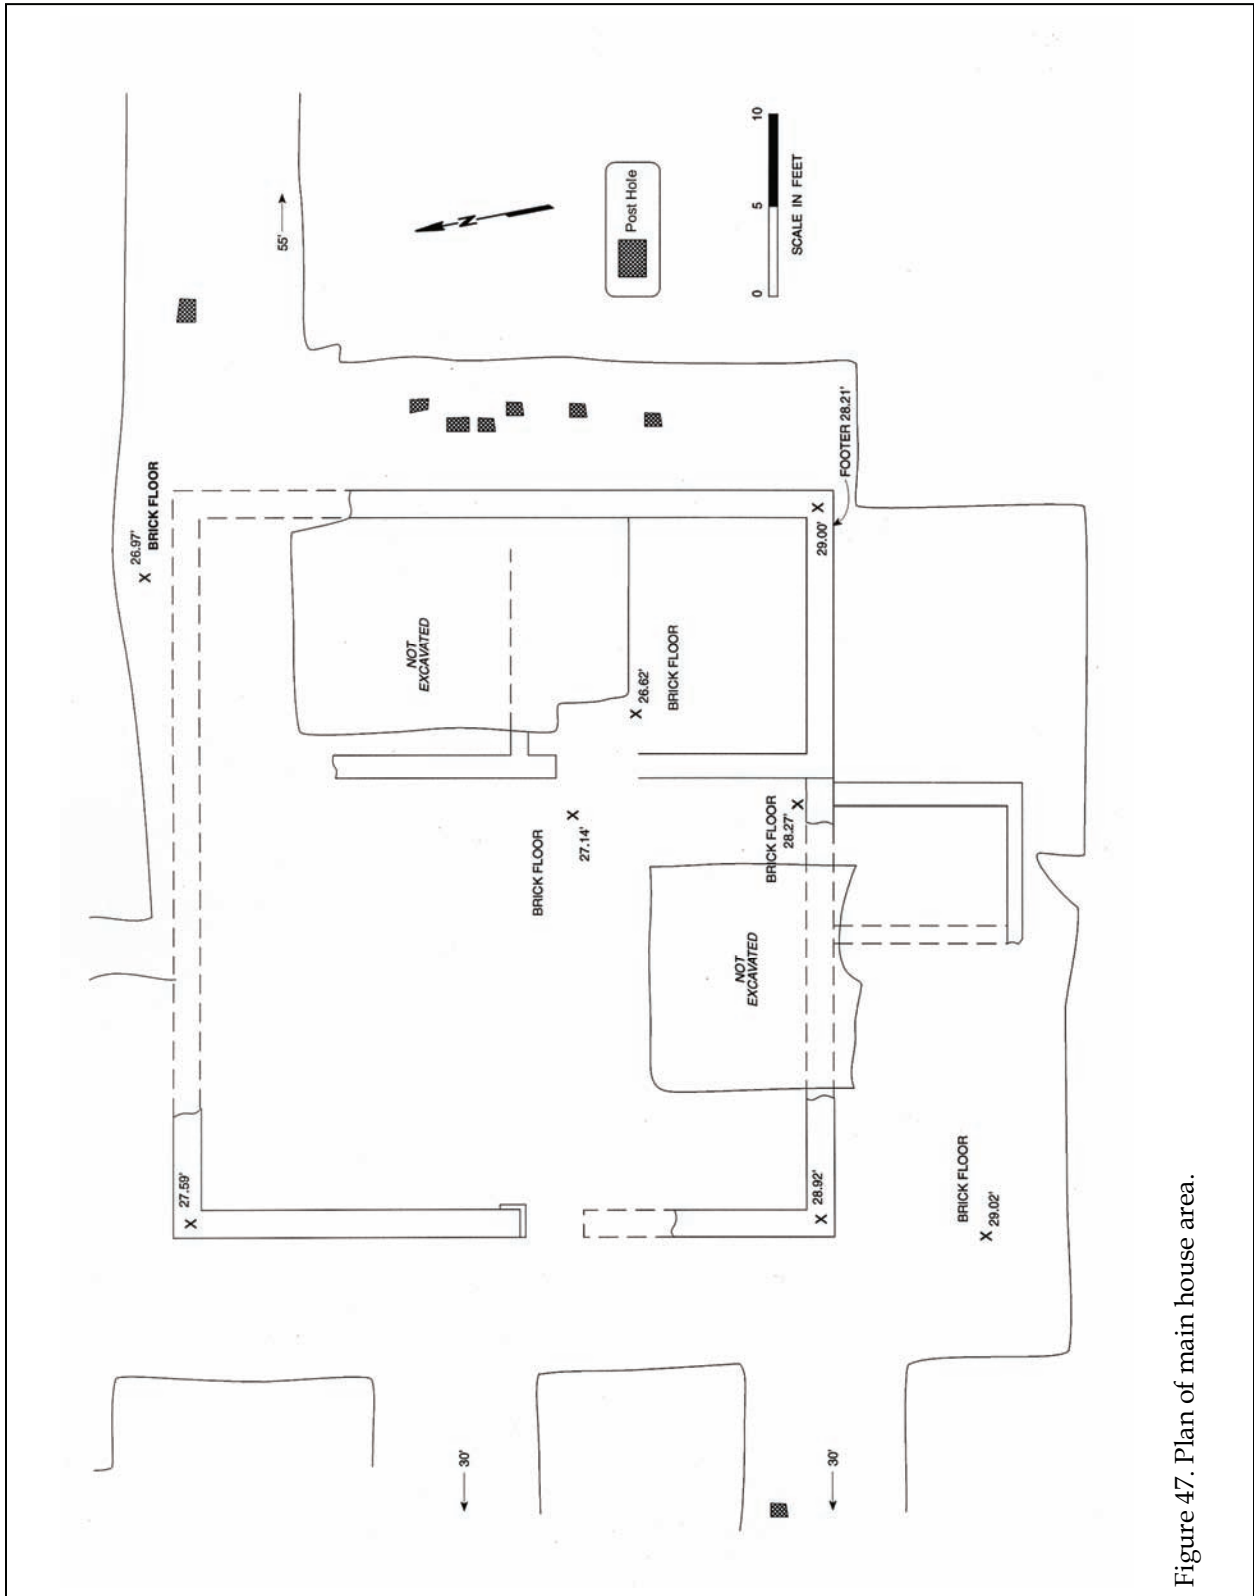 55'
N
Post Hole
0 5 10
SCALE IN FEET
X 26.97'
BRICK FLOOR
NOT
EXCAVATED
FOOTER 28.21'
X
29.00'
X 26.62'
BRICK FLOOR
BRICK FLOOR
X
27.14'
BRICK FLOOR
28.27' X
NOT
EXCAVATED
X 27.59'
X 28.92'
BRICK FLOOR
X 29.02'
30'
30'
Figure 47. Plan of main house area.